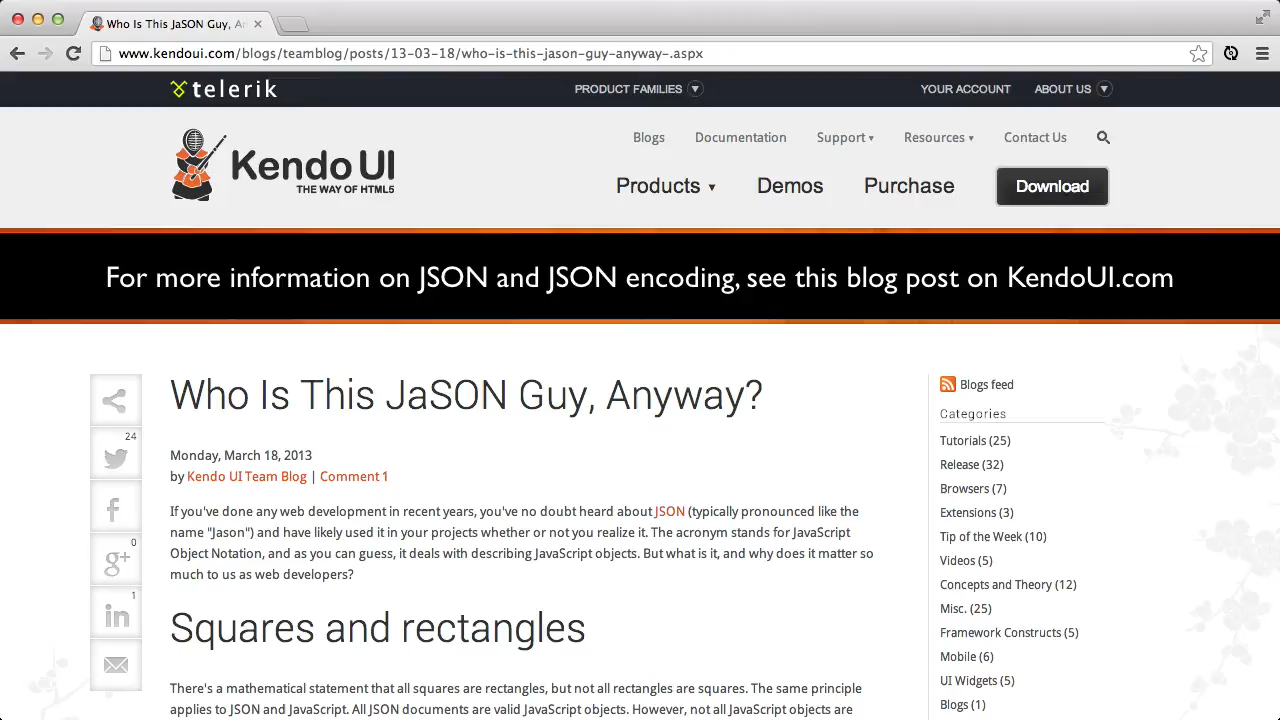 Who Is This JaSON Guy, An
www.kendoui.com/blogs/teamblog/posts/13-03-18/who-is-this-jason-guy-anyway-.aspx
telerik
PRODUCT FAMILIES
YOUR ACCOUNT
ABOUT US
Blogs
Documentation
Support
Resources
Contact Us
Kendo UI
THE WAY OF HTML5
Products
Demos
Purchase
Download
For more information on JSON and JSON encoding, see this blog post on KendoUI.com
Who Is This JaSON Guy, Anyway?
Monday, March 18, 2013
by Kendo UI Team Blog | Comment 1
If you've done any web development in recent years, you've no doubt heard about JSON (typically pronounced like the
name "Jason") and have likely used it in your projects whether or not you realize it. The acronym stands for JavaScript
Object Notation, and as you can guess, it deals with describing JavaScript objects. But what is it, and why does it matter so
much to us as web developers?
Squares and rectangles
There's a mathematical statement that all squares are rectangles, but not all rectangles are squares. The same principle
applies to JSON and JavaScript. All JSON documents are valid JavaScript objects. However, not all JavaScript objects are
24
0
g+
1
in
Blogs feed
Categories
Tutorials (25)
Release (32)
Browsers (7)
Extensions (3)
Tip of the Week (10)
Videos (5)
Concepts and Theory (12)
Misc. (25)
Framework Constructs (5)
Mobile (6)
UI Widgets (5)
Blogs (1)